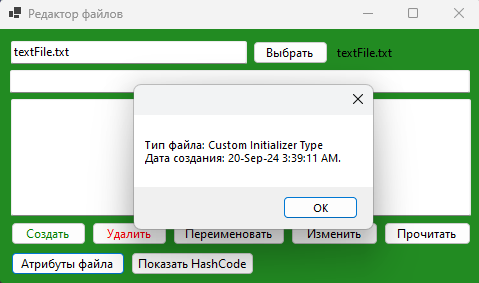 Редактор файлов
textFile.txt Выбрать textFile.txt
Тип файла: Custom Initializer Type
Дата создания: 20-Sep-24 3:39:11 AM.
OK
Создать Удалить Переименовать Изменить Прочитать
Атрибуты файла Показать HashCode